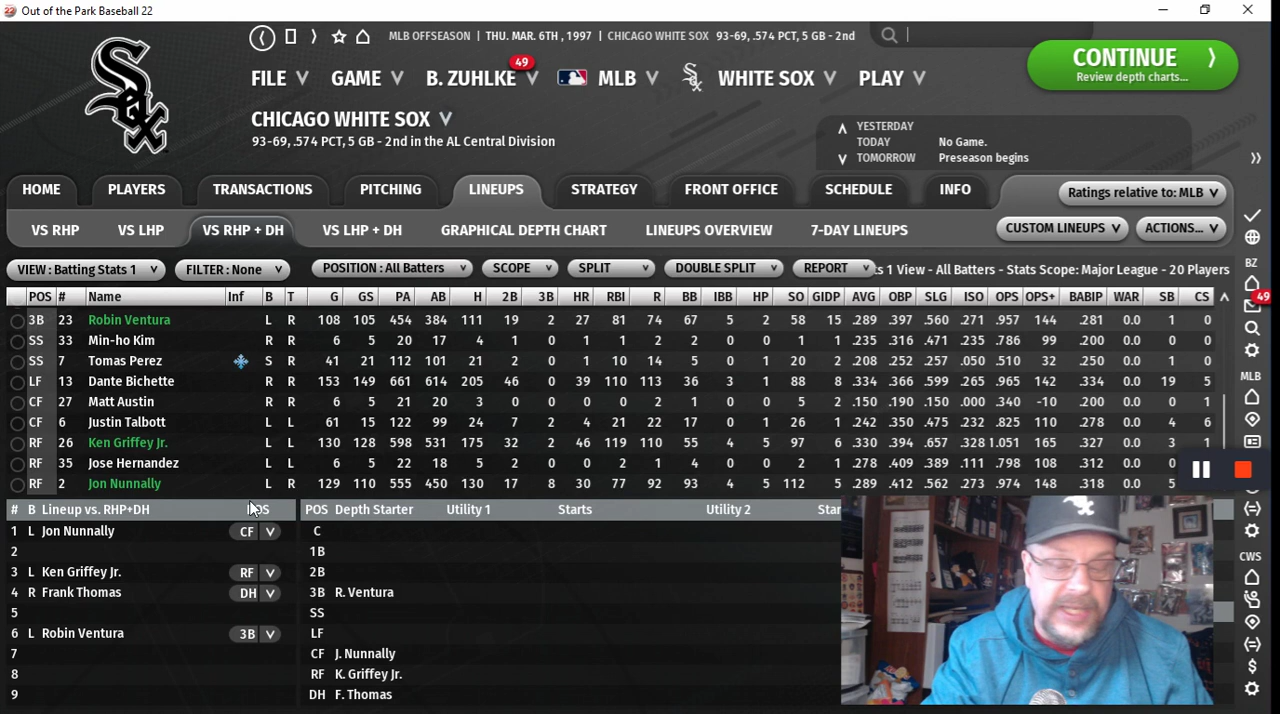 Out of the Park Baseball 22
MLB OFFSEASON | THU. MAR. 6TH , 1997 | CHICAGO WHITE SOX 93-69, .574 PCT, 5 GB - 2nd
CONTINUE
Review depth charts...
FILE GAME B. ZUHLKE 49 MLB WHITE SOX PLAY
CHICAGO WHITE SOX
93-69, .574 PCT, 5 GB - 2nd in the AL Central Division
YESTERDAY
TODAY No Game.
TOMORROW Preseason begins
HOME PLAYERS TRANSACTIONS PITCHING LINEUPS STRATEGY FRONT OFFICE SCHEDULE INFO Ratings relative to: MLB
VS RHP VS LHP VS RHP + DH VS LHP + DH GRAPHICAL DEPTH CHART LINEUPS OVERVIEW 7-DAY LINEUPS CUSTOM LINEUPS ACTIONS...
VIEW : Batting Stats 1 FILTER : None POSITION : All Batters SCOPE SPLIT DOUBLE SPLIT REPORT s 1 View - All Batters - Stats Scope: Major League - 20 Players
POS # Name Inf B T G GS PA AB H 2B 3B HR RBI R BB IBB HP SO GIDP AVG OBP SLG ISO OPS OPS+ BABIP WAR SB CS
3B 23 Robin Ventura L R 108 105 454 384 111 19 2 27 81 74 67 5 2 58 15 .289 .397 .560 .271 .957 144 .281 0.0 1 0
SS 33 Min-ho Kim R R 6 5 20 17 4 1 0 1 1 2 2 0 0 1 1 .235 .316 .471 .235 .786 99 .200 0.0 0 0
SS 7 Tomas Perez S R 41 21 112 101 21 2 0 1 10 14 5 0 1 20 2 .208 .252 .257 .050 .510 32 .250 0.0 1 0
LF 13 Dante Bichette R R 153 149 661 614 205 46 0 39 110 113 36 3 1 88 8 .334 .366 .599 .265 .965 142 .334 0.0 19 5
CF 27 Matt Austin R R 6 5 21 20 3 0 0 0 0 2 1 0 0 5 2 .150 .190 .150 .000 .340 -10 .200 0.0 0 1
CF 6 Justin Talbott L L 61 15 122 99 24 7 2 4 21 22 17 0 1 26 1 .242 .350 .475 .232 .825 110 .278 0.0 4 6
RF 26 Ken Griffey Jr. L L 130 128 598 531 175 32 2 46 119 110 55 4 5 97 6 .330 .394 .657 .328 1.051 165 .327 0.0 3 1
RF 35 Jose Hernandez L L 6 5 22 18 5 2 0 0 2 1 4 0 0 2 1 .278 .409 .389 .111 .798 108 .312 0.0 0
RF 2 Jon Nunnally L R 129 110 555 450 130 17 8 30 77 92 93 4 5 112 5 .289 .412 .562 .273 .974 148 .318 0.0 5
# B Lineup vs. RHP+DH POS POS Depth Starter Utility 1 Starts Utility 2 Star
1 L Jon Nunnally CF C
2 1B
3 L Ken Griffey Jr. RF 2B
4 R Frank Thomas DH 3B R. Ventura
5 SS
6 L Robin Ventura 3B LF
7 CF J. Nunnally
8 RF K. Griffey Jr.
9 DH F. Thomas
BZ
49
MLB
CWS